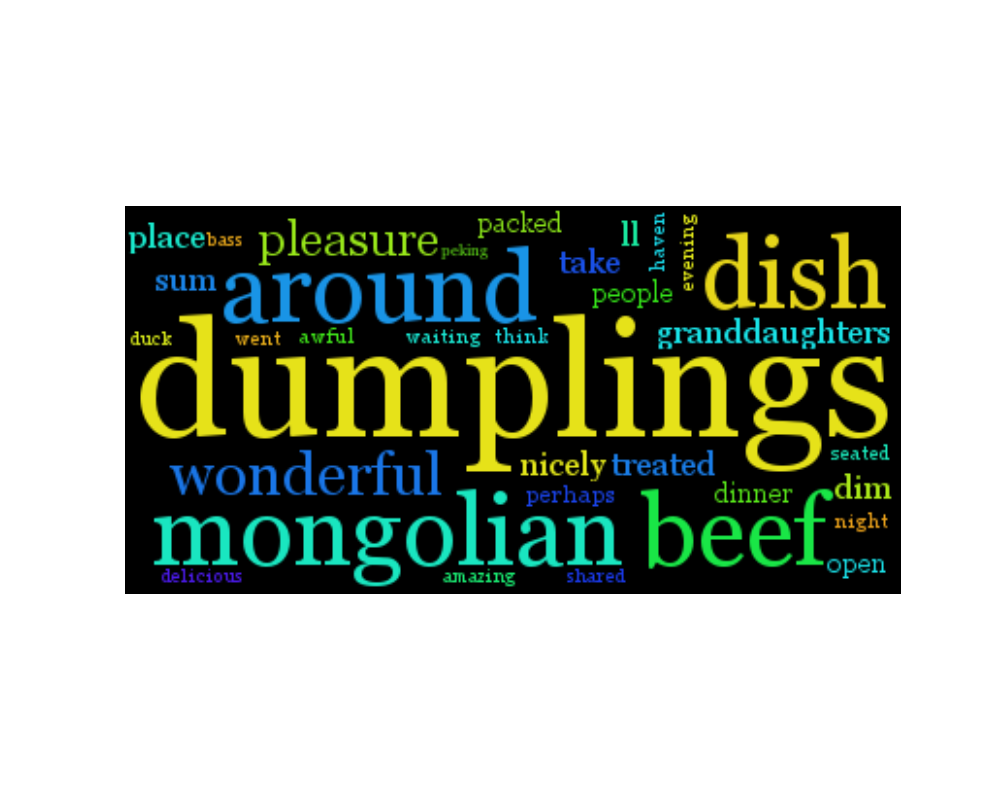 packed
ll
haven
evening
place bass
pleasure peking
take
dish
sum
around
people
duck
went
awful
waiting
think
granddaughters
dumplings
wonderful
nicely
treated
seated
perhaps
dinner
dim
mongolian
beef
night
open
delicious
amazing
shared